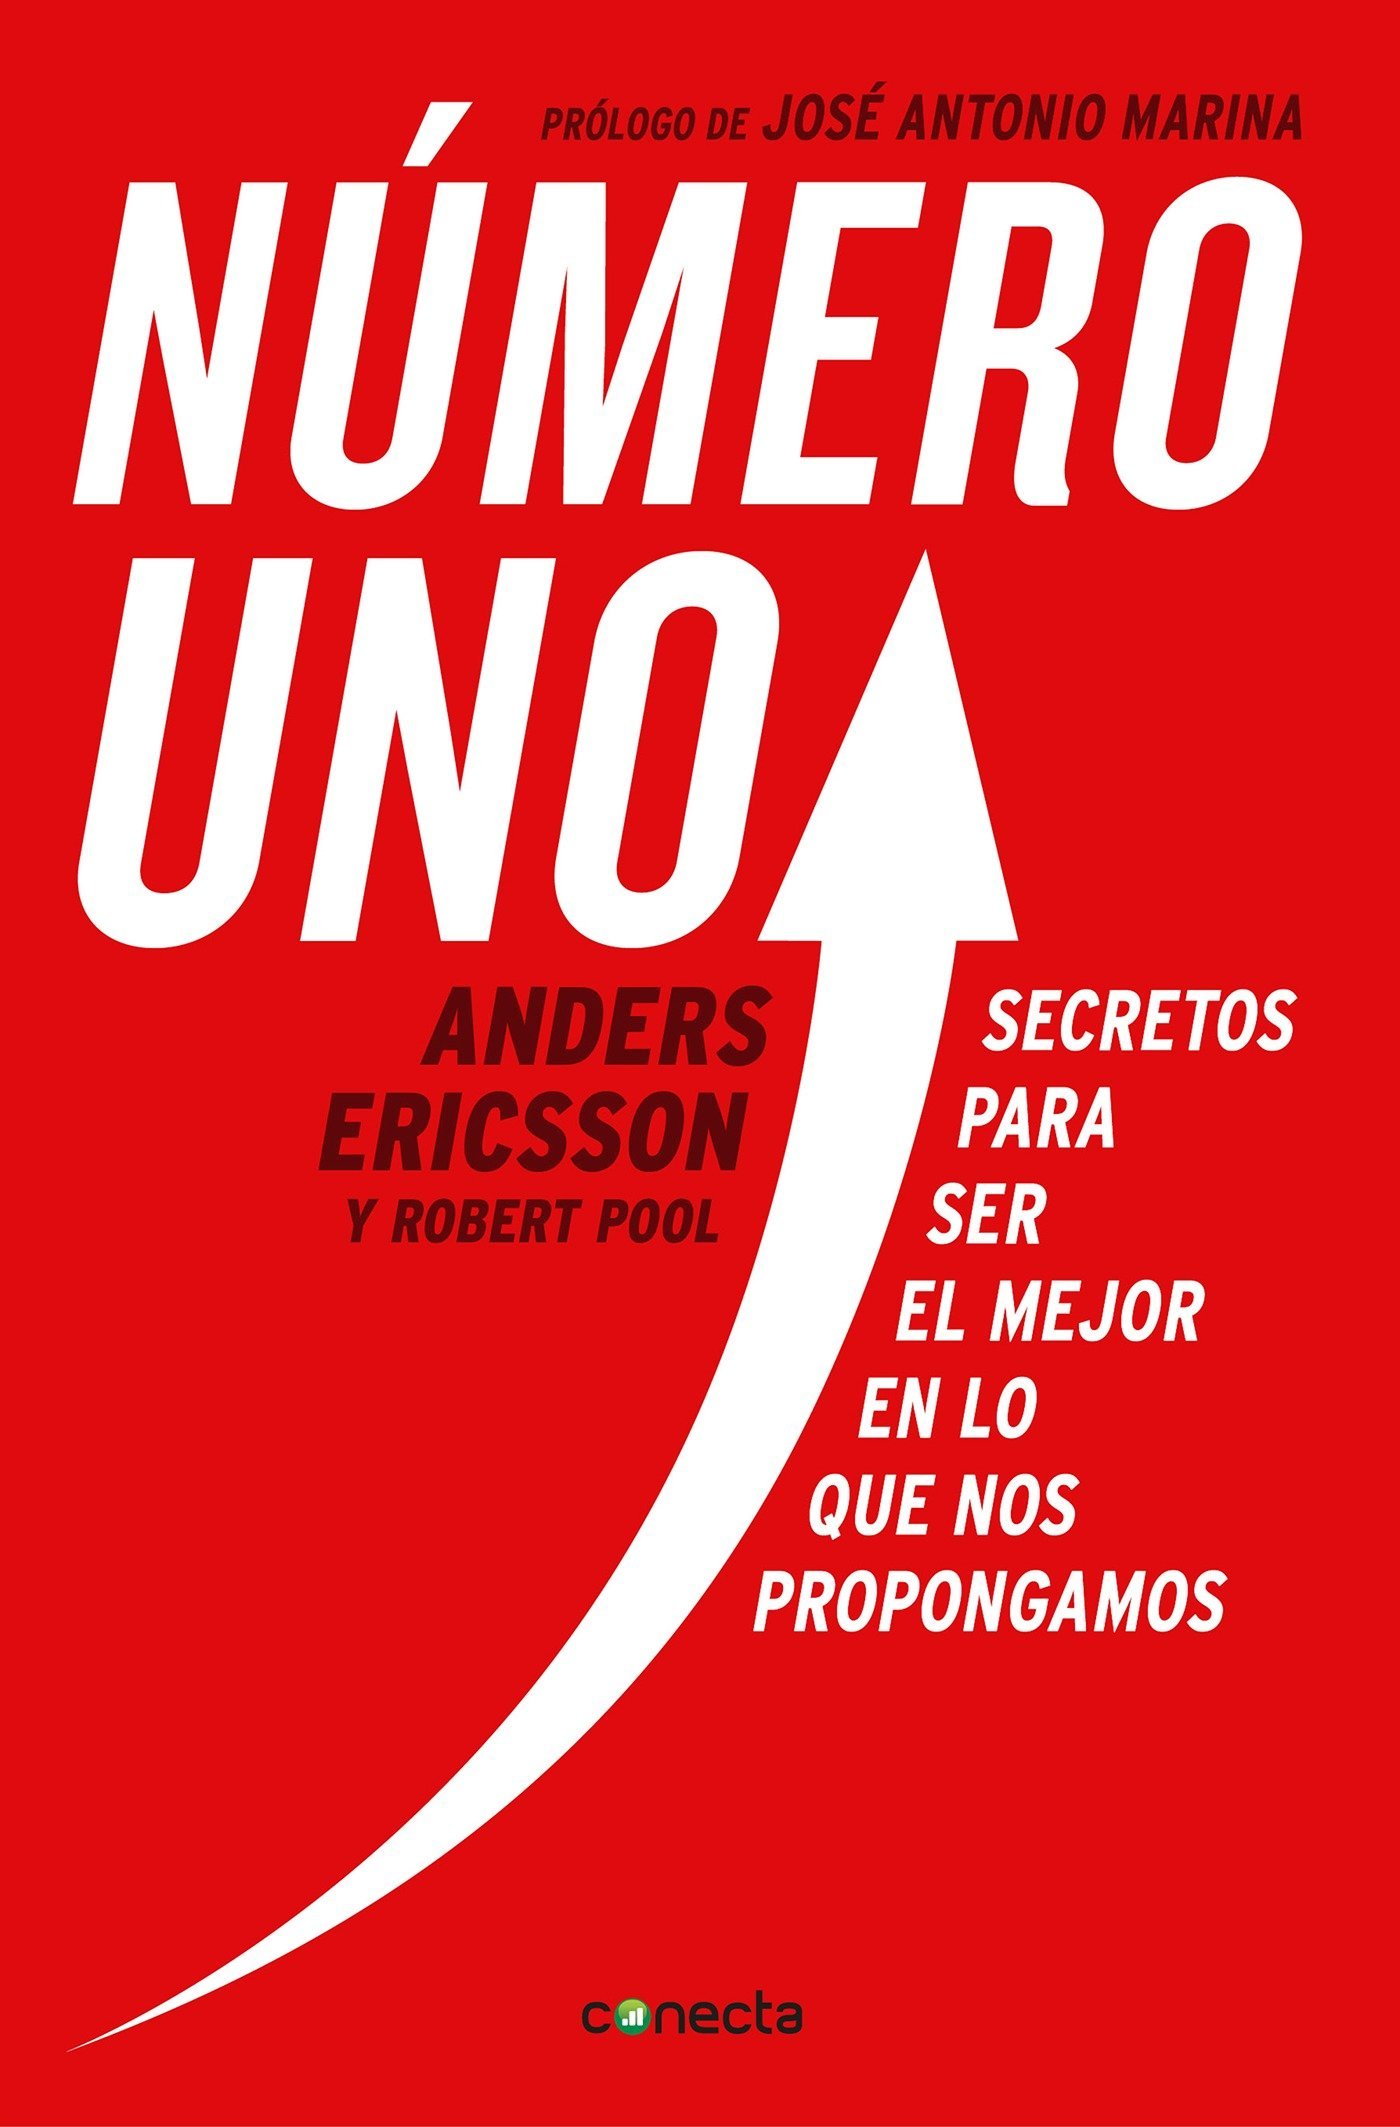 PRÓLOGO DE JOSÉ ANTONIO MARINA
NÚMERO
UNO
ANDERS
ERICSSON
Y ROBERT POOL
SECRETOS
PARA
SER
EL MEJOR
EN LO
QUE NOS
PROPONGAMOS
conecta